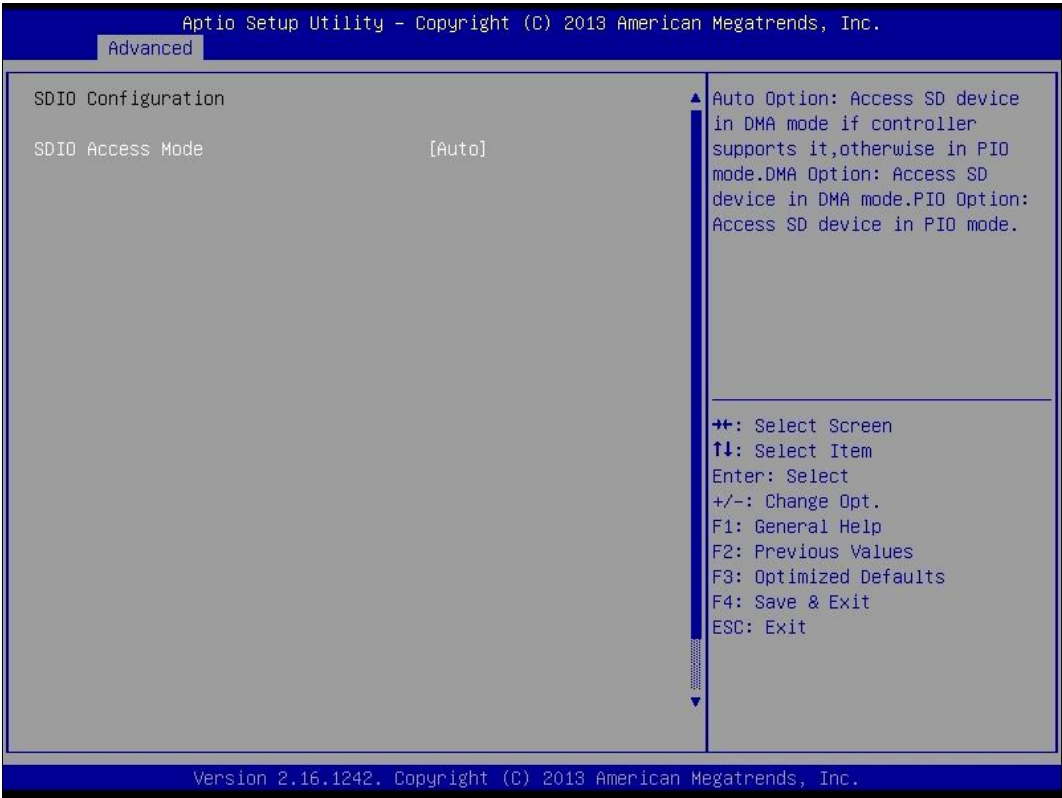 Aptio Setup Utility – Copyright (C) 2013 American Megatrends, Inc.
Advanced
SDIO Configuration
SDIO Access Mode [Auto]
Auto Option: Access SD device
in DMA mode if controller
supports it,otherwise in PIO
mode.DMA Option: Access SD
device in DMA mode.PIO Option:
Access SD device in PIO mode.
→←: Select Screen
↑↓: Select Item
Enter: Select
+/-: Change Opt.
F1: General Help
F2: Previous Values
F3: Optimized Defaults
F4: Save & Exit
ESC: Exit
Version 2.16.1242. Copyright (C) 2013 American Megatrends, Inc.